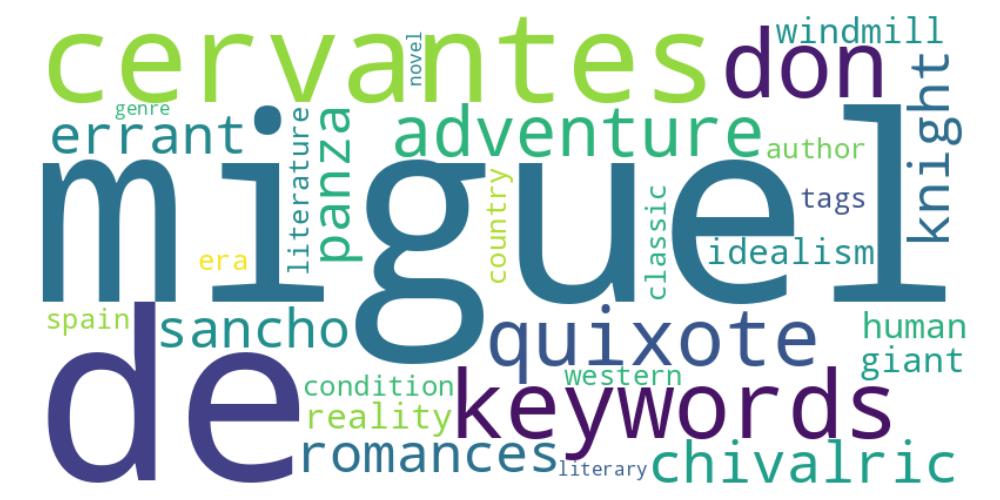 cervantes
novel
don
windmill
genre
errant
literature
panza
adventure
author
knight
miguel
country
classic
tags
era
idealism
spain
sancho
quixote
human
giant
de
condition
western
reality
keywords
romances
literary
chivalric